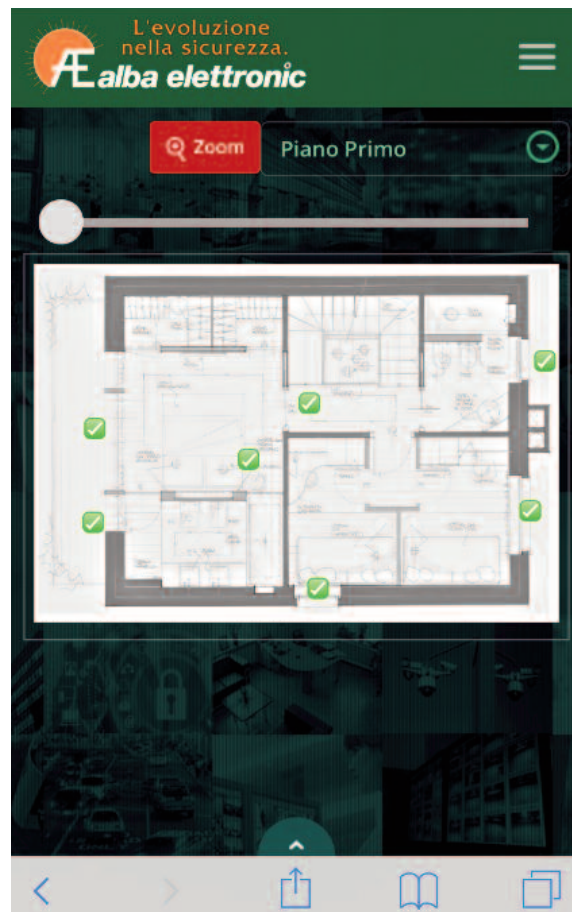 L'evoluzione
nella sicurezza.
Æ alba elettronic
Zoom
Piano Primo